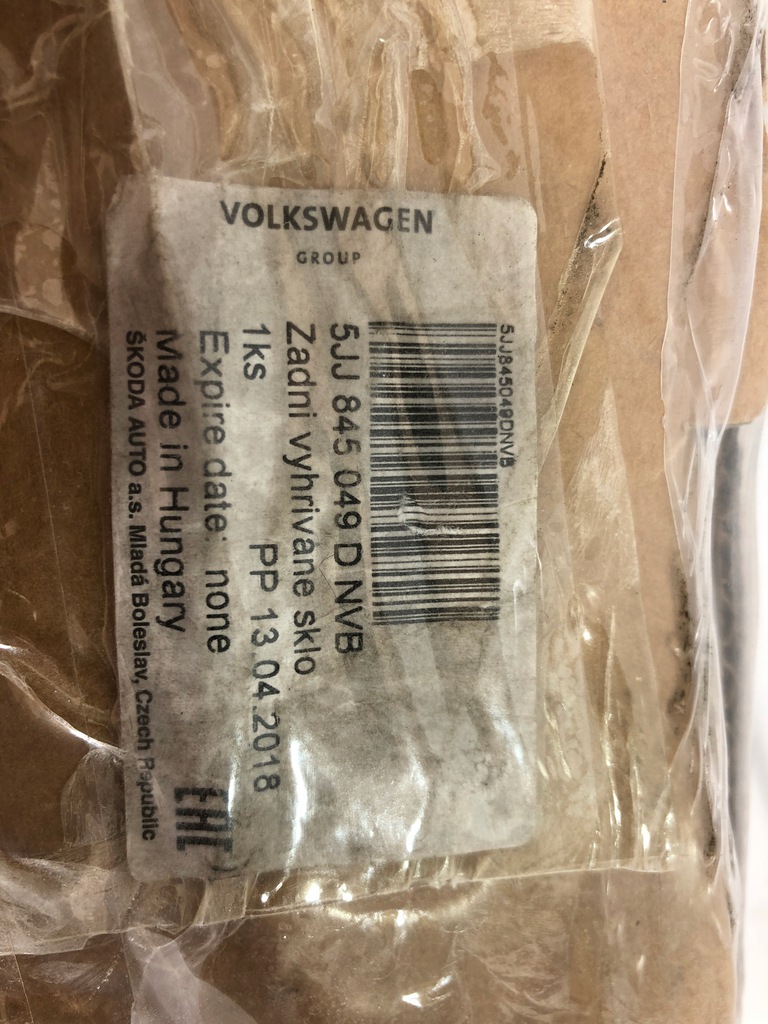 VOLKSWAGEN
GROUP
5JJ845049DNVB
5JJ 845 049 D NVB
Zadni vyhrivane sklo
1ks PP 13.04.2018
Expire date: none
Made in Hungary
ŠKODA AUTO a.s. Mladá Boleslav, Czech Republic
EAC